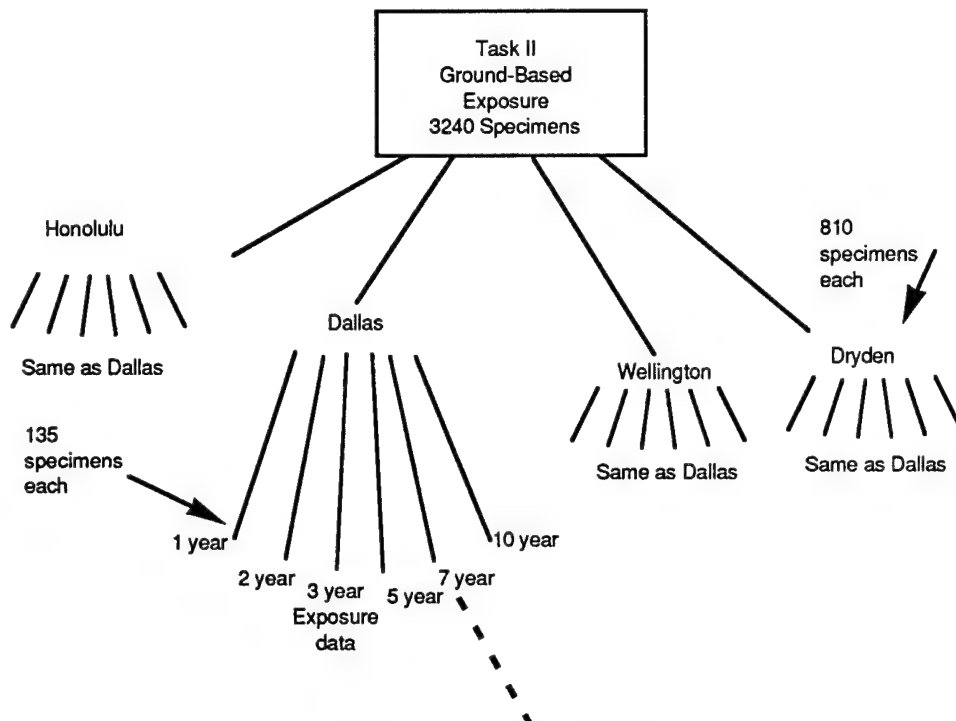 Task II
Ground-Based
Exposure
3240 Specimens
Honolulu
Same as Dallas
810
specimens
each
Dallas
Wellington
Same as Dallas
Dryden
Same as Dallas
135
specimens
each
1 year
2 year
3 year
5 year
7 year
10 year
Exposure
data